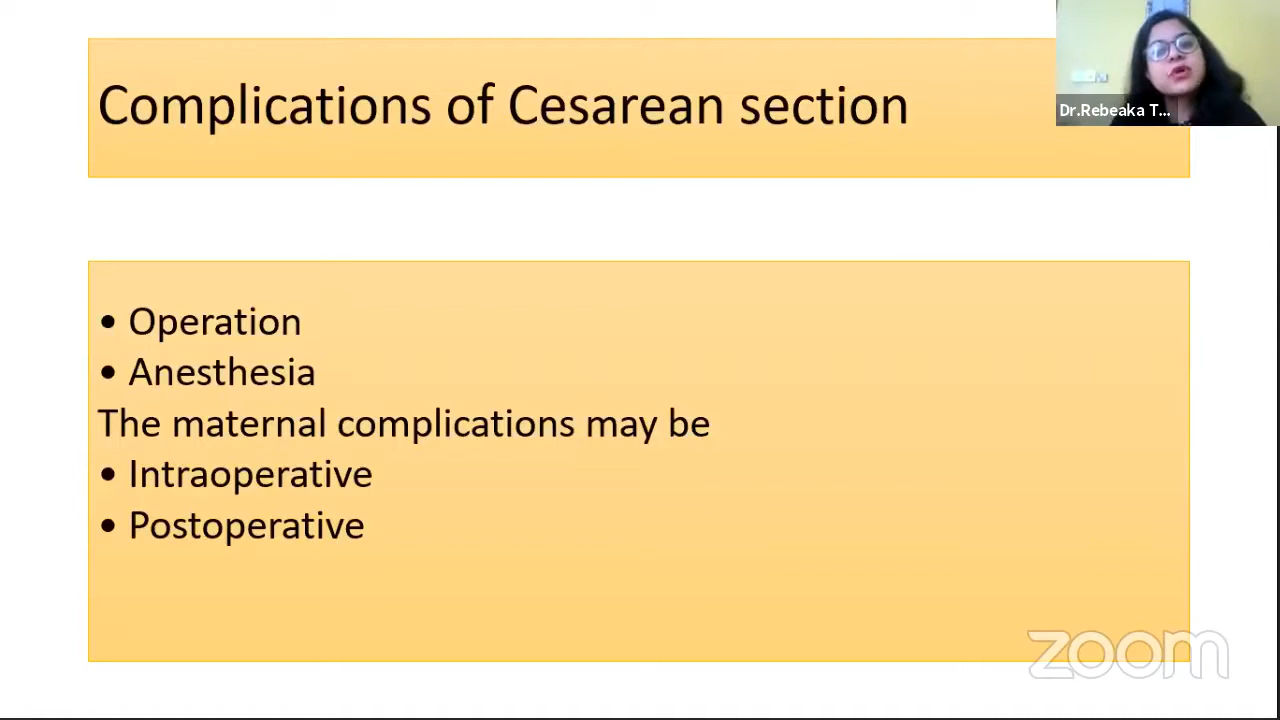 Complications of Cesarean section
Dr.Rebeaka T...
• Operation
• Anesthesia
The maternal complications may be
• Intraoperative
• Postoperative
zoom